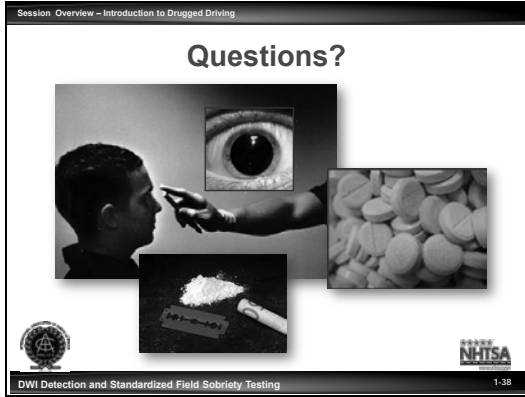 Session Overview – Introduction to Drugged Driving
Questions?
NHTSA
DWI Detection and Standardized Field Sobriety Testing
1-38